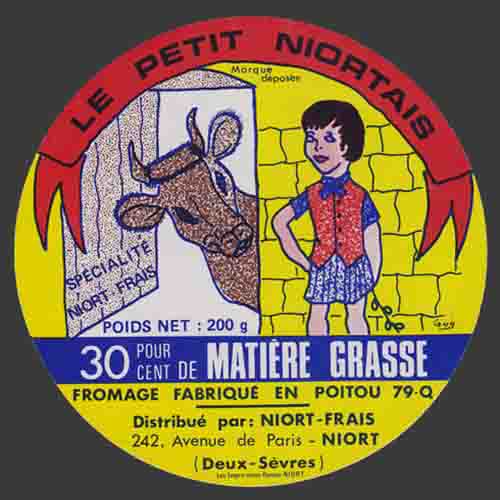 LE PETIT NIORTAIS
Marque
déposée
SPÉCIALITÉ
NIORT-FRAIS
POIDS NET : 200 g
30 POUR CENT DE MATIÈRE GRASSE
FROMAGE FABRIQUÉ EN POITOU 79-Q
Distribué par: NIORT-FRAIS
242, Avenue de Paris - NIORT
(Deux-Sèvres)